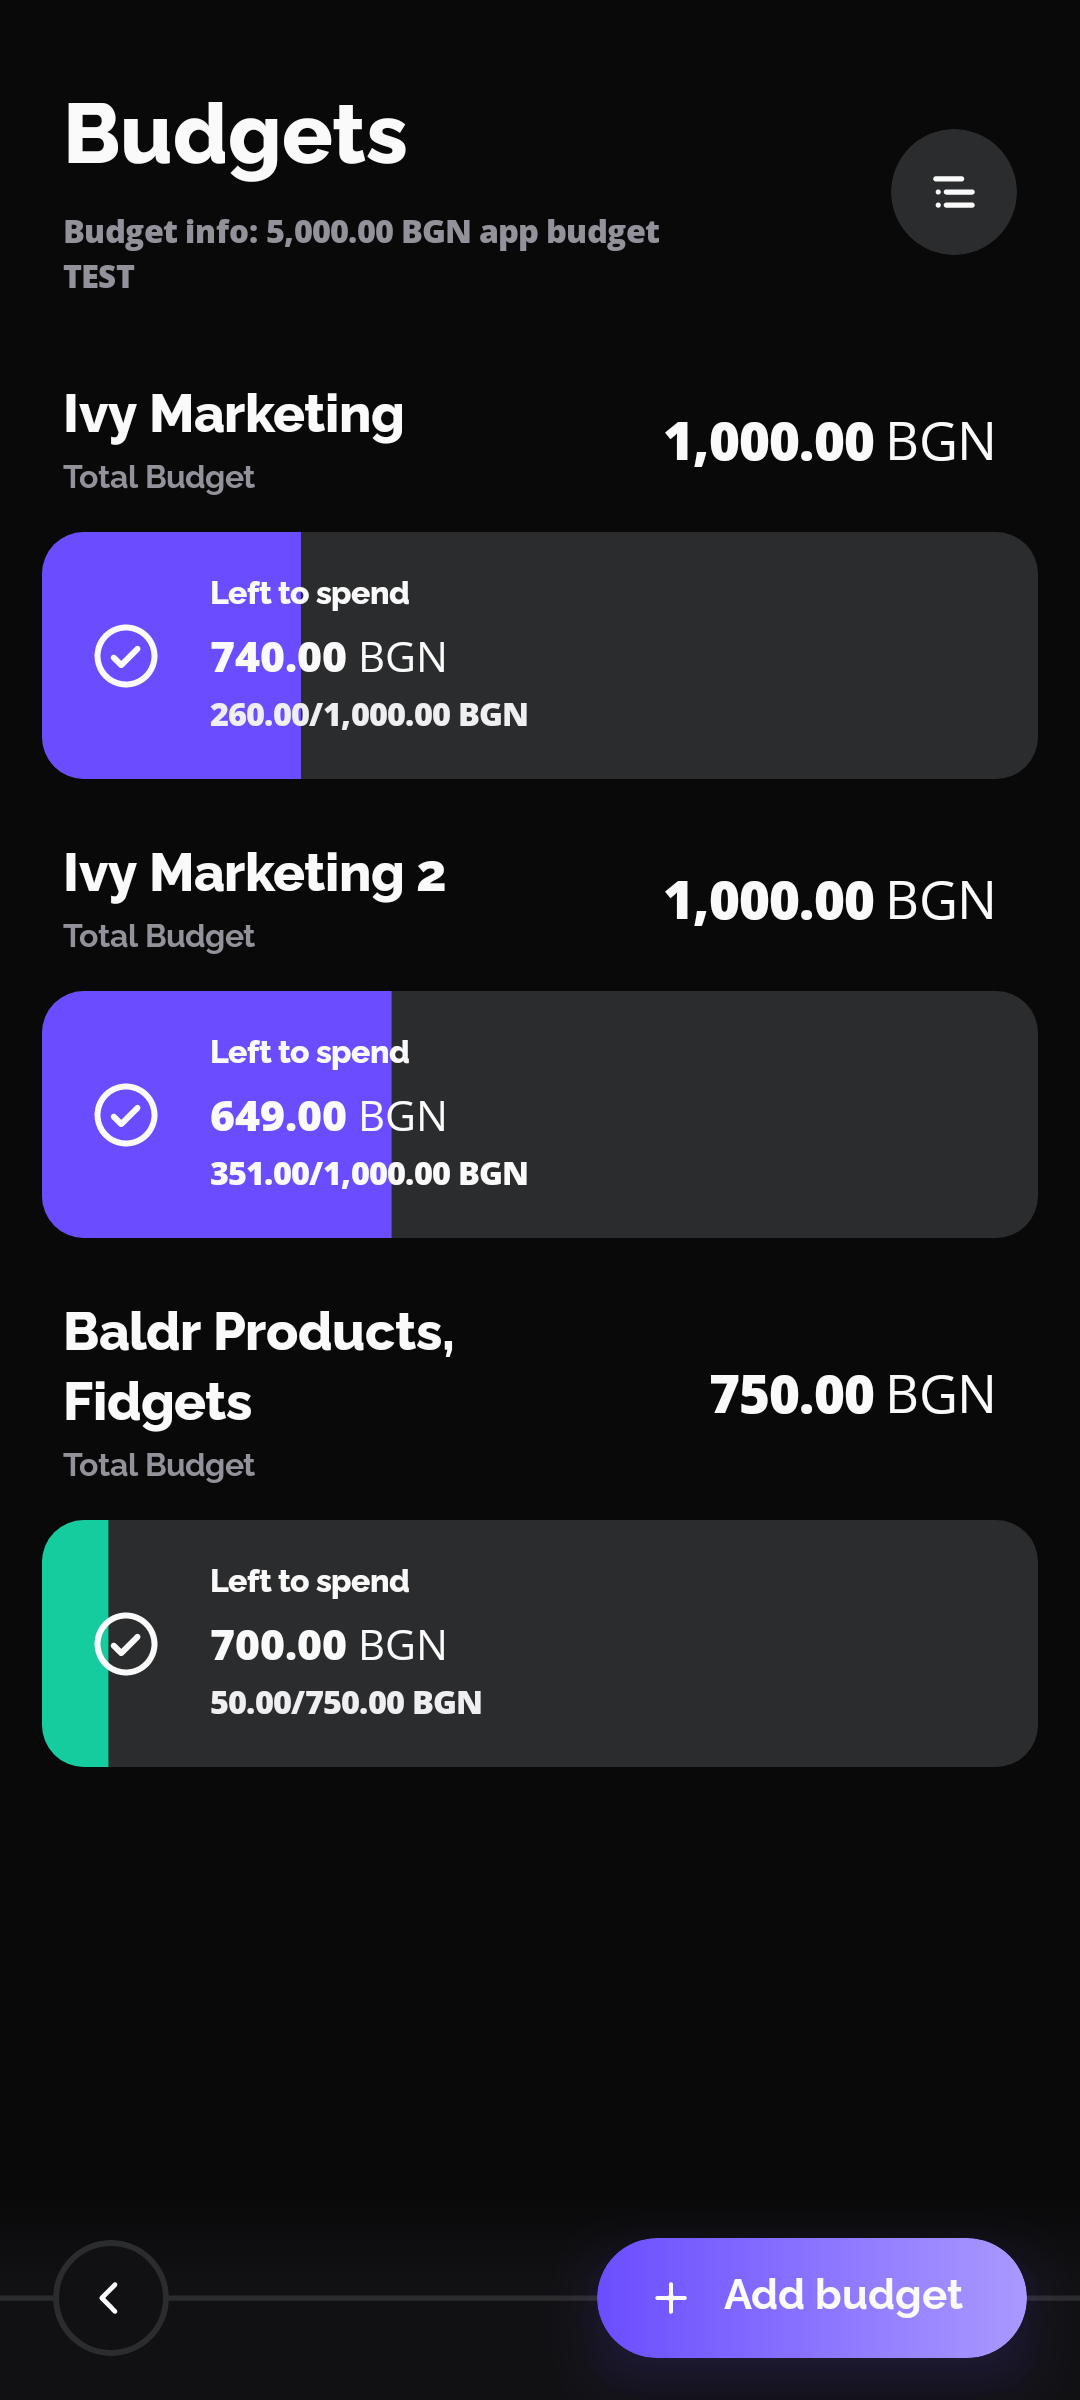 Budgets
Budget info: 5,000.00 BGN app budget
TEST
Ivy Marketing
Total Budget
1,000.00 BGN
Left to spend
740.00 BGN
260.00/1,000.00 BGN
Ivy Marketing 2
Total Budget
1,000.00 BGN
Left to spend
649.00 BGN
351.00/1,000.00 BGN
Baldr Products,
Fidgets
Total Budget
750.00 BGN
Left to spend
700.00 BGN
50.00/750.00 BGN
Add budget